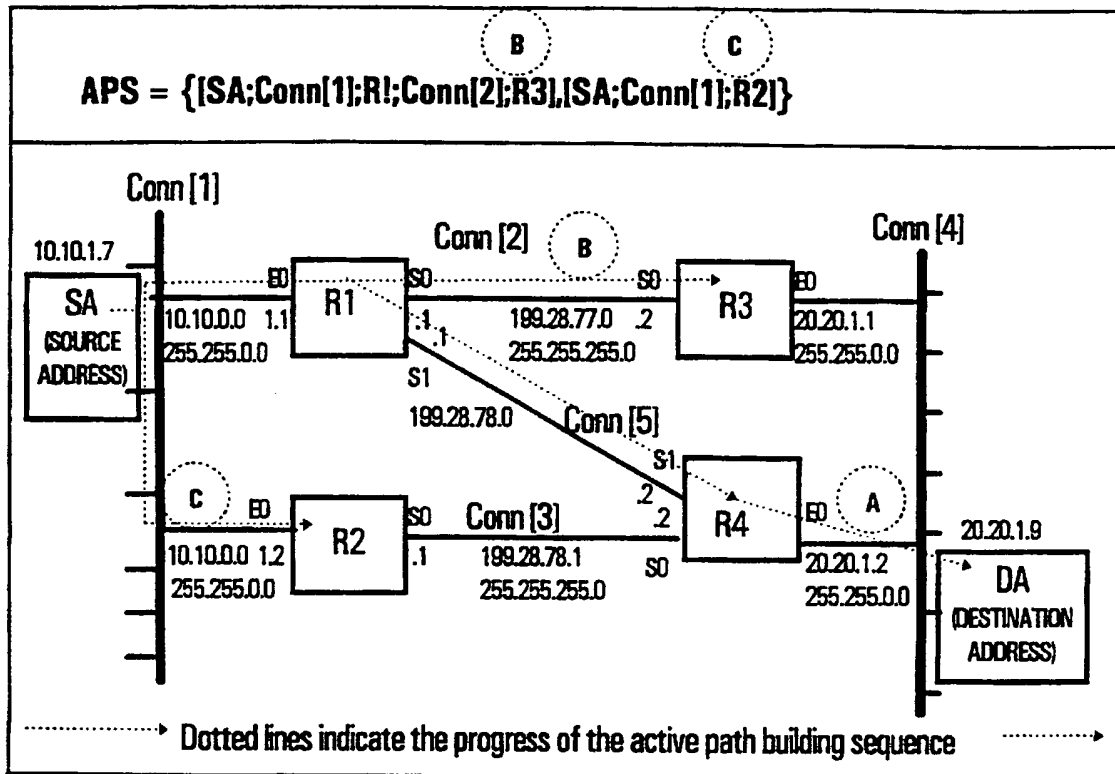 B C
APS = {[SA;Conn[1];R!;Conn[2];R3],[SA;Conn[1];R2]}
Conn [1]
Conn [2]
B
Conn [4]
10.10.1.7
SA
(SOURCE
ADDRESS)
E0
R1
S0
S0
R3
E0
10.10.0.0 1.1
255.255.0.0
.1
.1
199.28.77.0 .2
255.255.255.0
20.20.1.1
255.255.0.0
S1
199.28.78.0
Conn [5]
S1
.2
.2
R4
E0
A
C
E0
R2
S0
Conn [3]
10.10.0.0 1.2
255.255.0.0
.1
199.28.78.1
255.255.255.0
S0
20.20.1.2
255.255.0.0
20.20.1.9
DA
(DESTINATION
ADDRESS)
Dotted lines indicate the progress of the active path building sequence